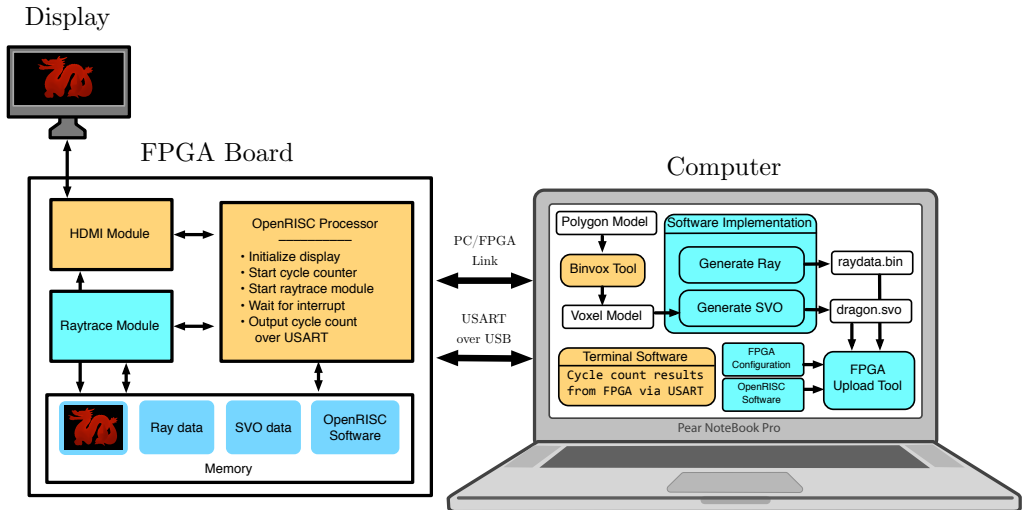 Display
FPGA Board
HDMI Module
Raytrace Module
OpenRISC Processor
• Initialize display
• Start cycle counter
• Start raytrace module
• Wait for interrupt
• Output cycle count
over USART
Ray data
SVO data
OpenRISC
Software
Memory
PC/FPGA
Link
USART
over USB
Computer
Polygon Model
Binvox Tool
Voxel Model
Software Implementation
Generate Ray
Generate SVO
raydata.bin
dragon.svo
Terminal Software
Cycle count results
from FPGA via USART
FPGA
Configuration
OpenRISC
Software
FPGA
Upload Tool
Pear NoteBook Pro